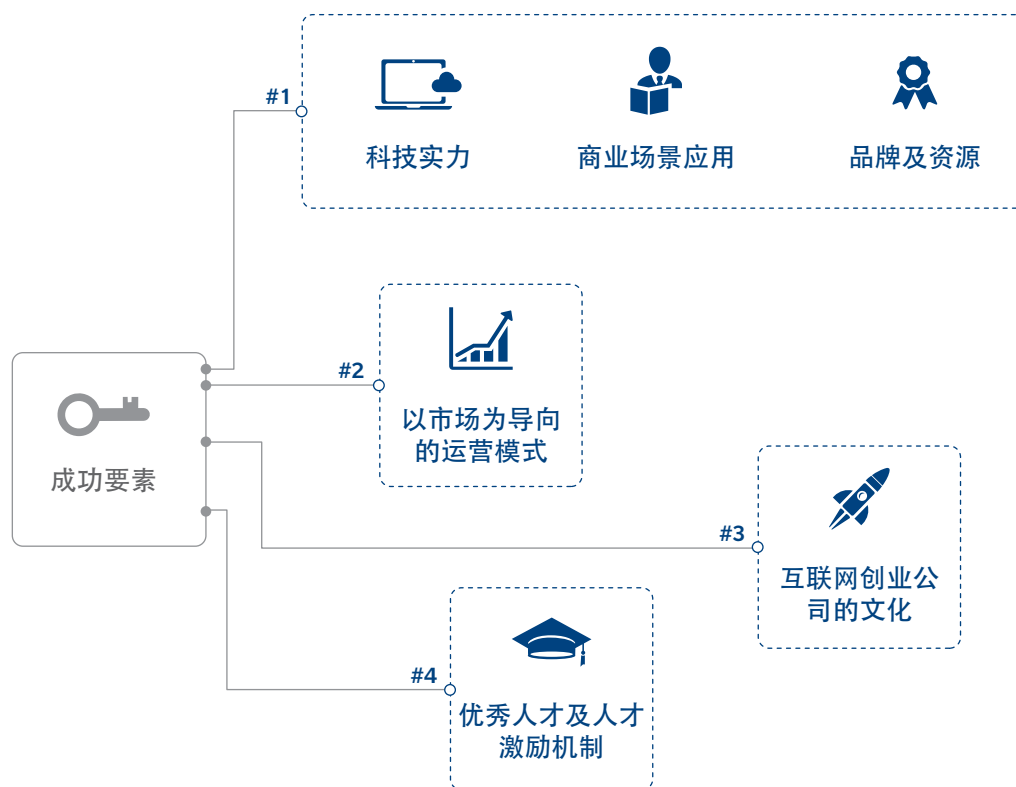 #1
科技实力
商业场景应用
品牌及资源
#2
以市场为导向
的运营模式
成功要素
#3
互联网创业公
司的文化
#4
优秀人才及人才
激励机制